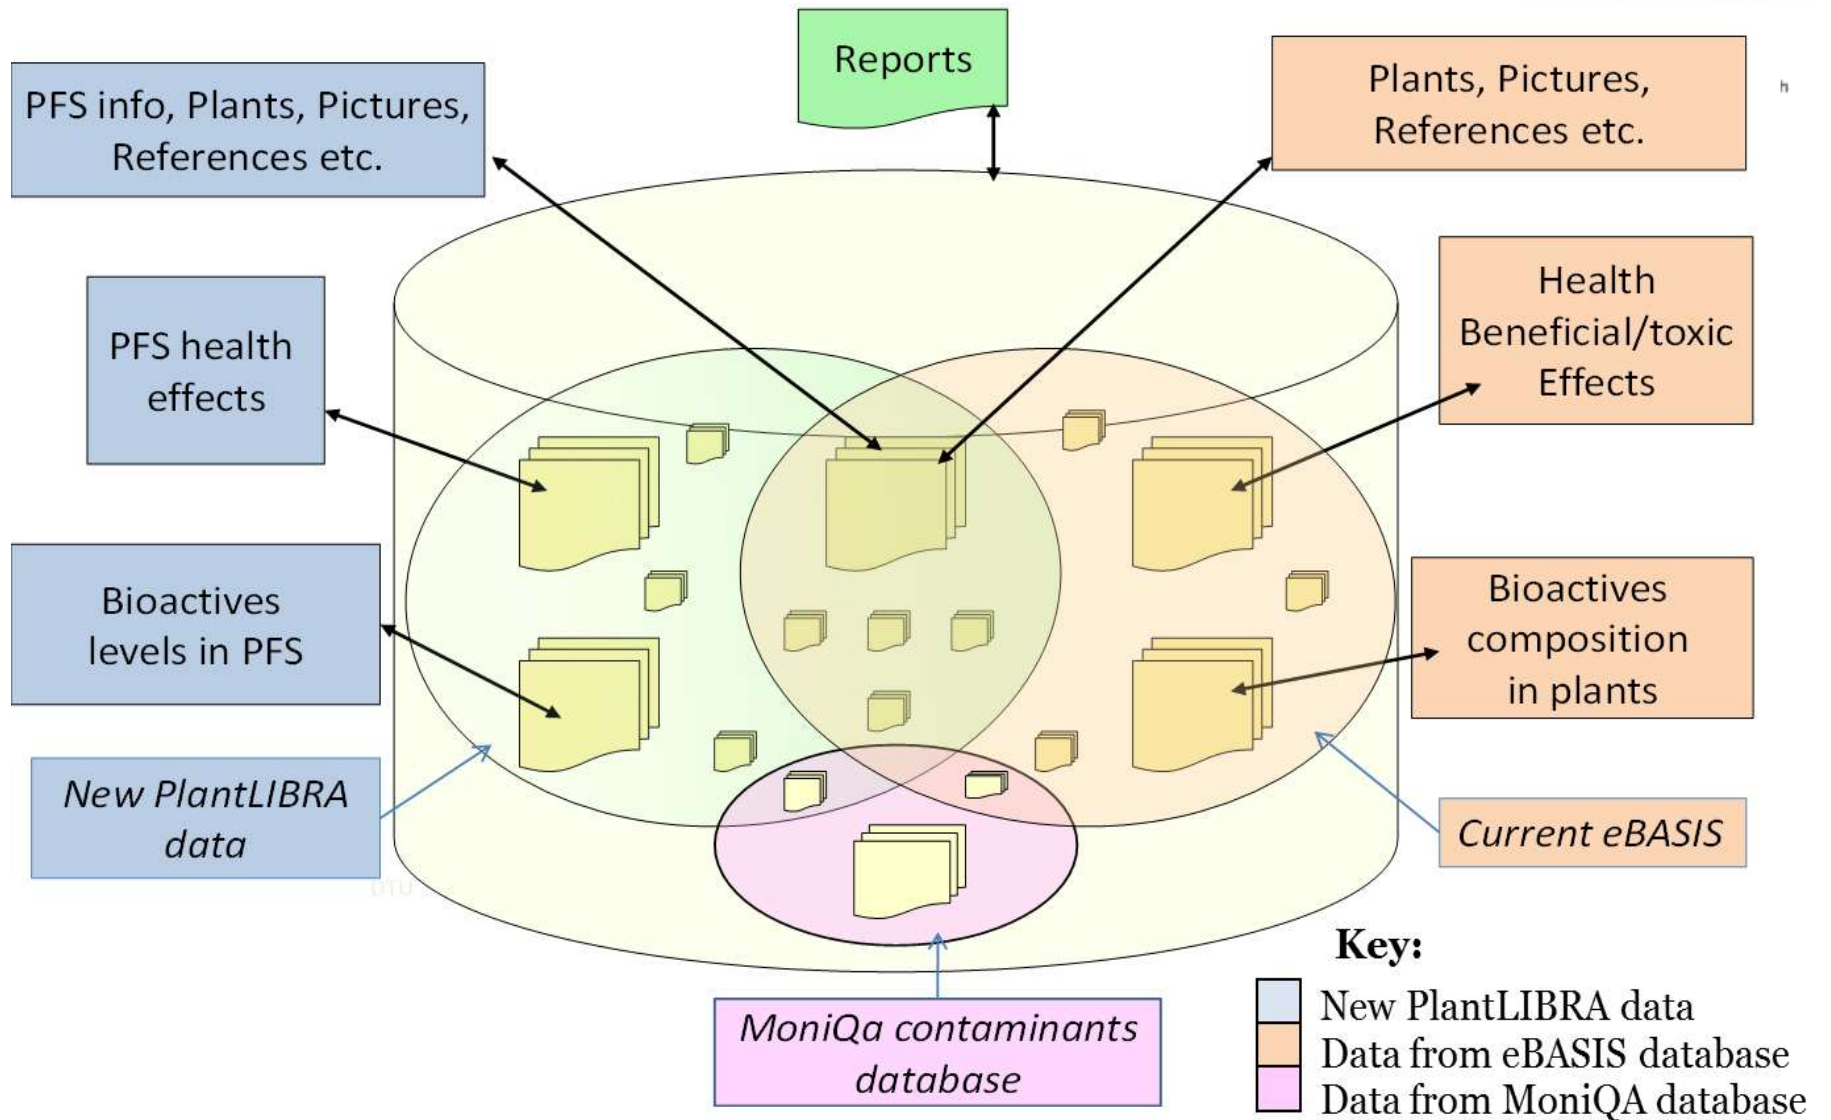 Reports
PFS info, Plants, Pictures,
References etc.
Plants, Pictures,
References etc.
h
PFS health
effects
Health
Beneficial/toxic
Effects
Bioactives
levels in PFS
Bioactives
composition
in plants
New PlantLIBRA
data
Current eBASIS
DTU
MoniQa contaminants
database
Key:
New PlantLIBRA data
Data from eBASIS database
Data from MoniQA database